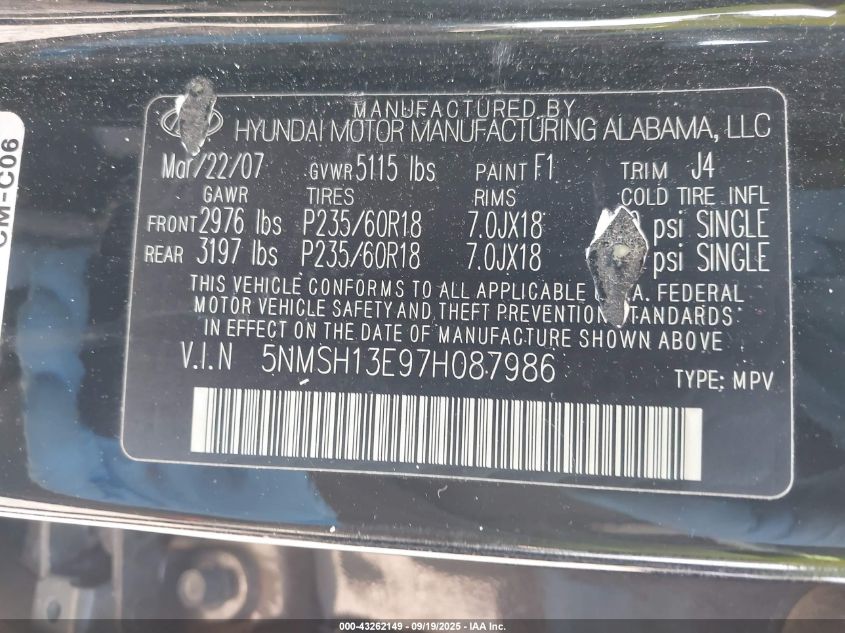 CM-C06
MANUFACTURED BY
HYUNDAI MOTOR MANUFACTURING ALABAMA, LLC
Mar/22/07 GVWR 5115 lbs PAINT F1 TRIM J4
GAWR TIRES RIMS COLD TIRE INFL
FRONT 2976 lbs P235/60R18 7.0JX18 psi SINGLE
REAR 3197 lbs P235/60R18 7.0JX18 psi SINGLE
THIS VEHICLE CONFORMS TO ALL APPLICABLE FEDERAL
MOTOR VEHICLE SAFETY AND THEFT PREVENTION STANDARDS
IN EFFECT ON THE DATE OF MANUFACTURE SHOWN ABOVE
V.I.N 5NMSH13E97H087986 TYPE: MPV
000-43262149 - 09/19/2025 - IAA Inc.